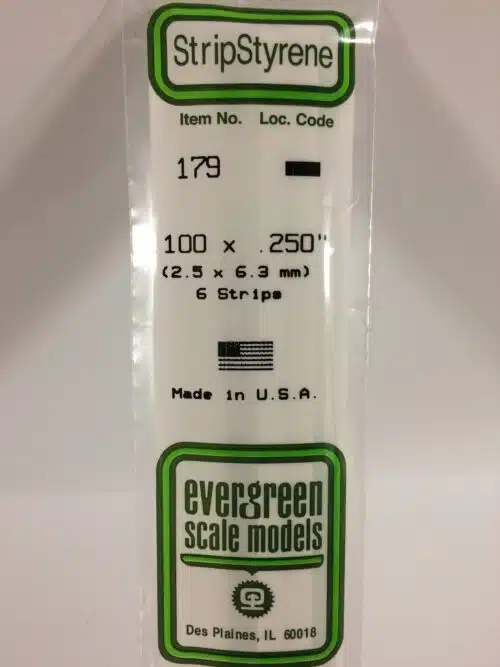 StripStyrene
Item No. Loc. Code
179
100 x .250"
(2.5 x 6.3 mm)
6 Strips
Made in U.S.A.
evergreen
scale models
Des Plaines, IL 60018